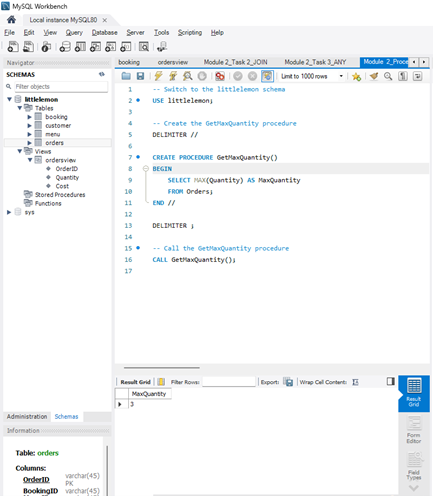 MySQL Workbench
Local instance MySQL80
File Edit View Query Database Server Tools Scripting Help
Navigator
SCHEMAS
Filter objects
littlelemon
Tables
booking
customer
menu
orders
Views
ordersview
OrderID
Quantity
Cost
Stored Procedures
Functions
sys
Administration Schemas
Information
Table: orders
Columns:
OrderID varchar(45)
PK
BookingID varchar(45)
booking ordersview Module 2_Task 2_JOIN Module 2_Task 3_ANY Module 2_Proce
Limit to 1000 rows
1 -- Switch to the littlelemon schema
2 USE littlelemon;
3
4 -- Create the GetMaxQuantity procedure
5 DELIMITER //
6
7 CREATE PROCEDURE GetMaxQuantity()
8 BEGIN
9 SELECT MAX(Quantity) AS MaxQuantity
10 FROM Orders;
11 END //
12
13 DELIMITER ;
14
15 -- Call the GetMaxQuantity procedure
16 CALL GetMaxQuantity();
17
Result Grid Filter Rows: Export: Wrap Cell Content:
MaxQuantity
3
Result
Grid
Form
Editor
Field
Types